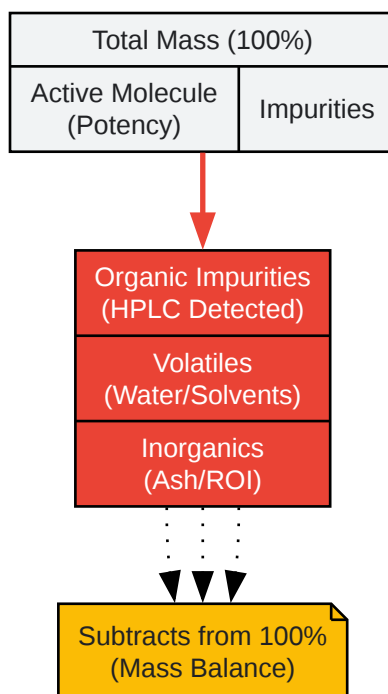 Total Mass (100%)
Active Molecule
(Potency)
Impurities
Organic Impurities
(HPLC Detected)
Volatiles
(Water/Solvents)
Inorganics
(Ash/ROI)
Subtracts from 100%
(Mass Balance)